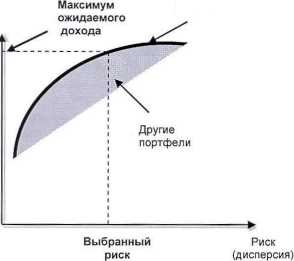 Максимум
ожидаемого
дохода
Другие
портфели
Выбранный
риск
Риск
(дисперсия)